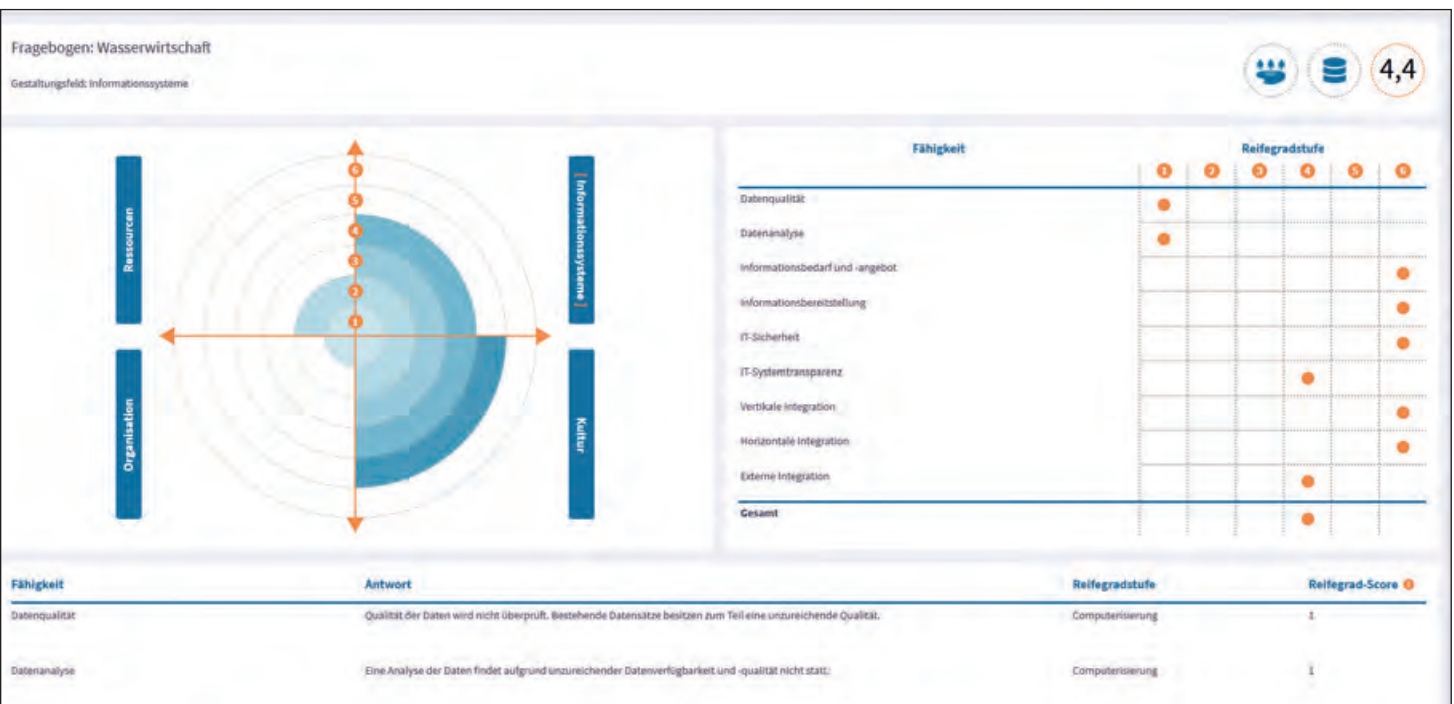 Fragebogen: Wasserwirtschaft
Gestaltungsfeld: Informationssysteme
4,4
Ressourcen
Organisation
[ Informationssysteme ]
Kultur
6
5
4
3
2
1
Fähigkeit Reifegradstufe
1 2 3 4 5 6
Datenqualität
Datenanalyse
Informationsbedarf und -angebot
Informationsbereitstellung
IT-Sicherheit
IT-Systemtransparenz
Vertikale Integration
Horizontale Integration
Externe Integration
Gesamt
Fähigkeit Antwort Reifegradstufe Reifegrad-Score
Datenqualität Qualität der Daten wird nicht überprüft. Bestehende Datensätze besitzen zum Teil eine unzureichende Qualität. Computerisierung 1
Datenanalyse Eine Analyse der Daten findet aufgrund unzureichender Datenverfügbarkeit und -qualität nicht statt. Computerisierung 1